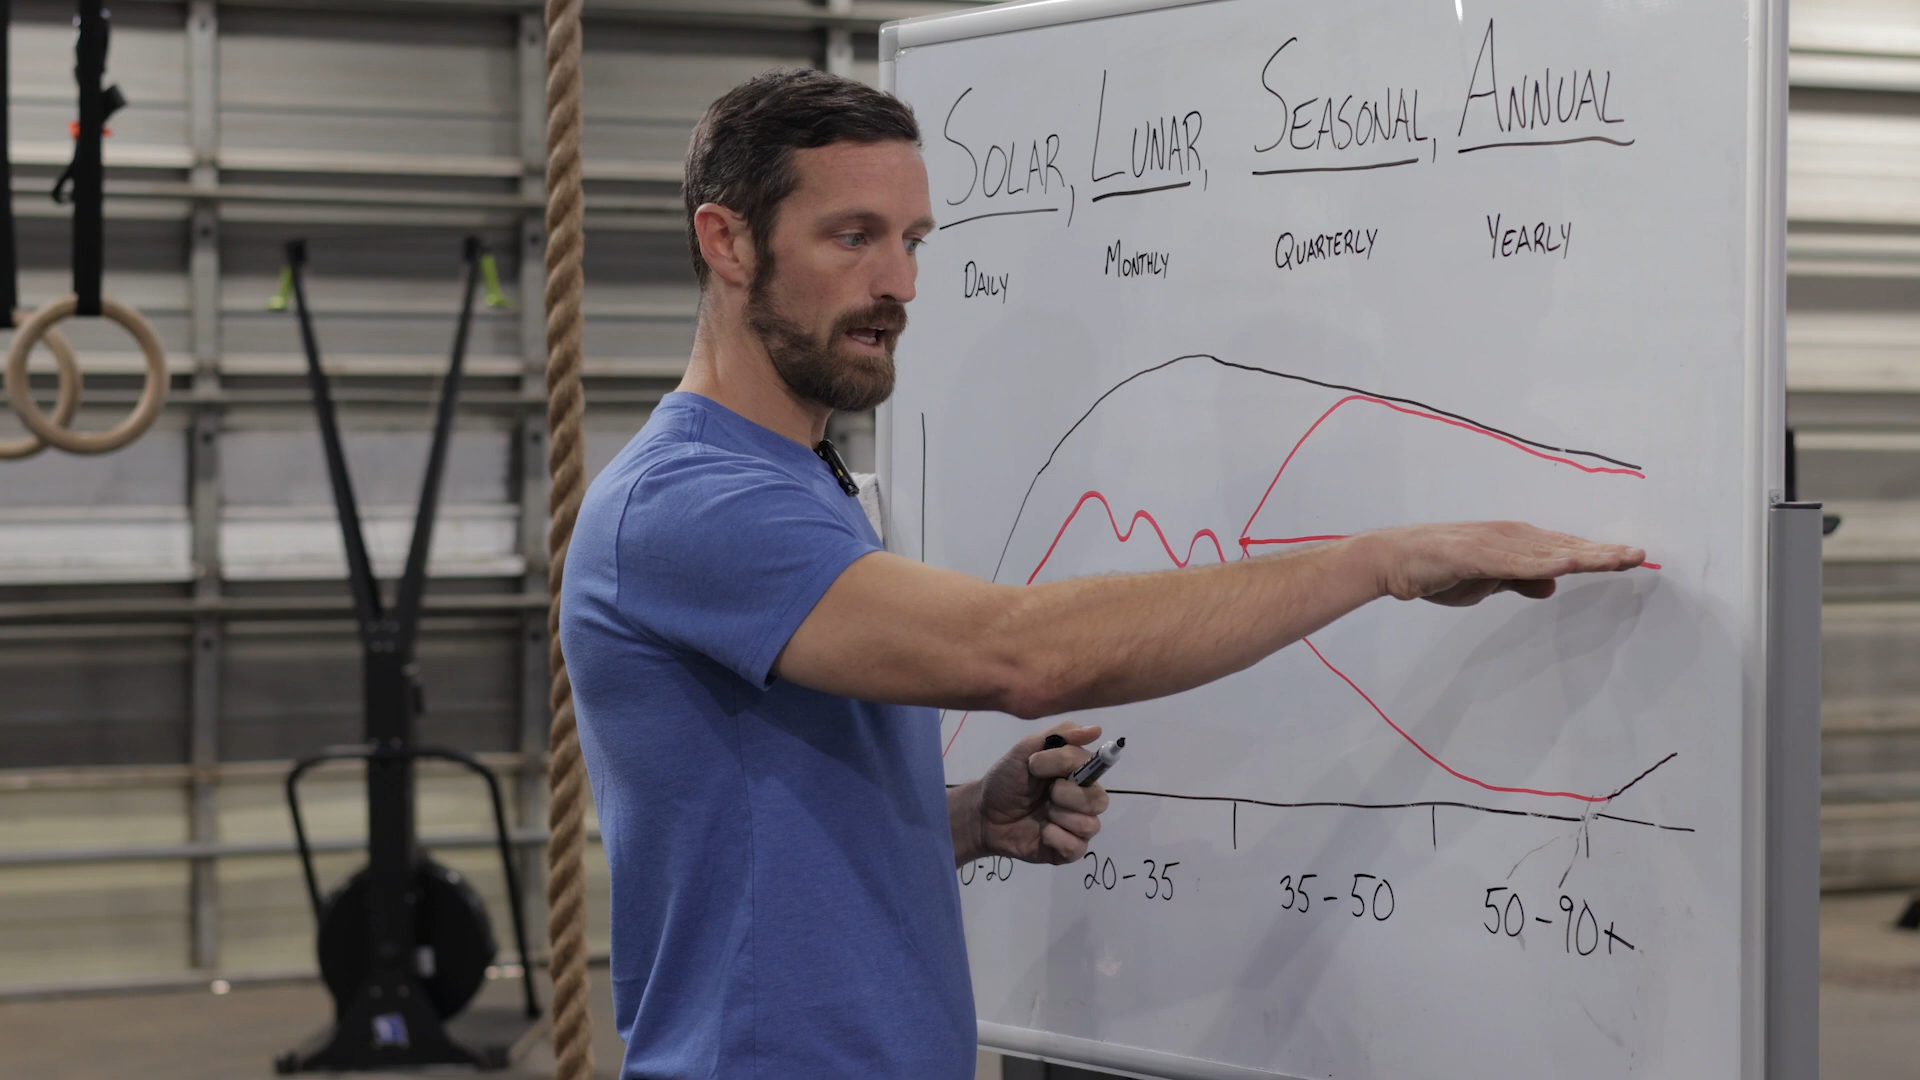 SOLAR, LUNAR, SEASONAL, ANNUAL
DAILY MONTHLY QUARTERLY YEARLY
0-20 20-35 35-50 50-90+